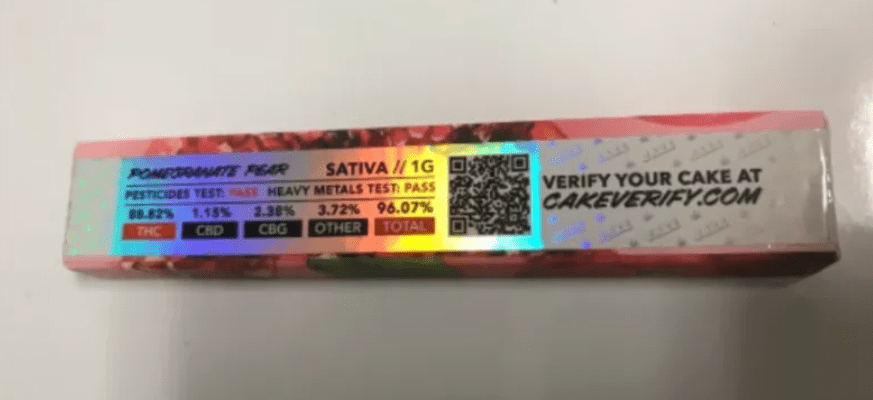 POMEGRANATE PEAR SATIVA // 1G
PESTICIDES TEST: PASS HEAVY METALS TEST: PASS
88.82% 1.15% 2.38% 3.72% 96.07%
THC CBD CBG OTHER TOTAL
VERIFY YOUR CAKE AT
CAKEVERIFY.COM